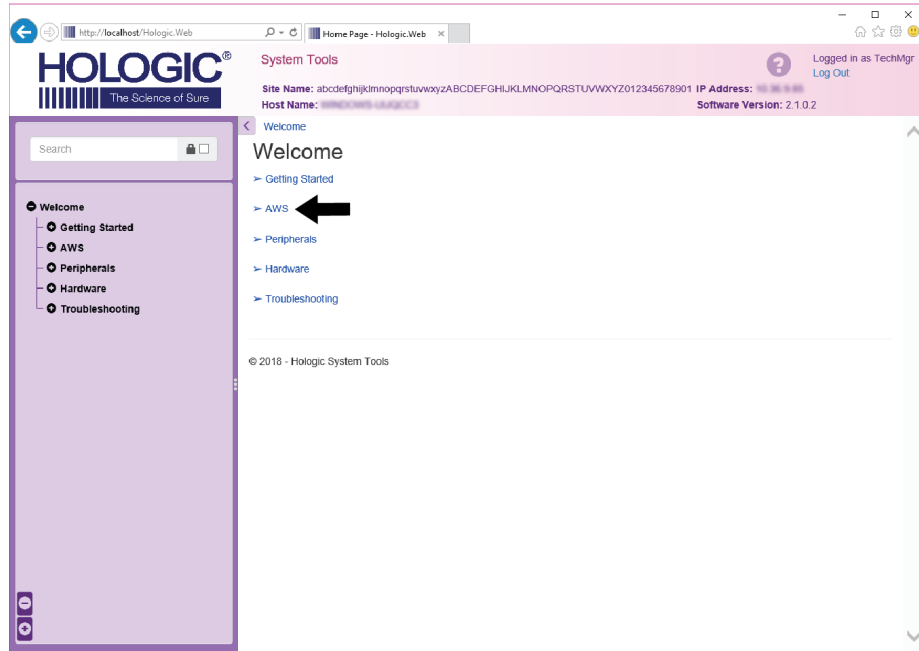 http://localhost/Hologic.Web
Home Page - Hologic.Web
HOLOGIC®
The Science of Sure
System Tools
Logged in as TechMgr
Log Out
Site Name: abcdefghijklmnopqrstuvwxyzABCDEFGHIJKLMNOPQRSTUVWXYZ012345678901 IP Address:
Host Name: Software Version: 2.1.0.2
Search
Welcome
Getting Started
AWS
Peripherals
Hardware
Troubleshooting
Welcome
Welcome
➢ Getting Started
➢ AWS
➢ Peripherals
➢ Hardware
➢ Troubleshooting
© 2018 - Hologic System Tools